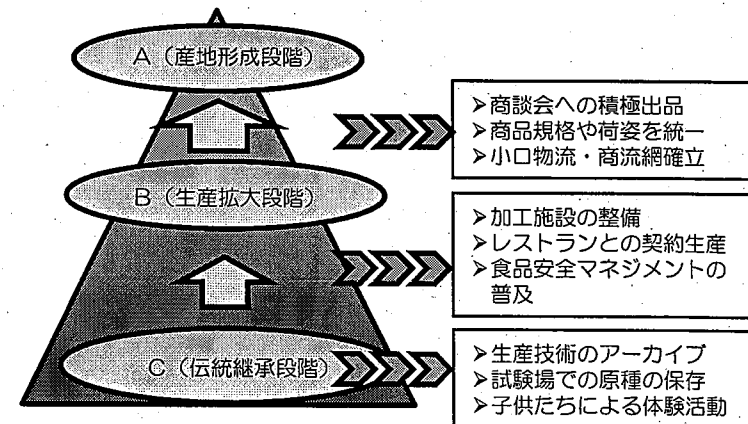 A（産地形成段階）
➢商談会への積極出品
➢商品規格や荷姿を統一
➢小口物流・商流網確立
B（生産拡大段階）
➢加工施設の整備
➢レストランとの契約生産
➢食品安全マネジメントの
普及
C（伝統継承段階）
➢生産技術のアーカイブ
➢試験場での原種の保存
➢子供たちによる体験活動